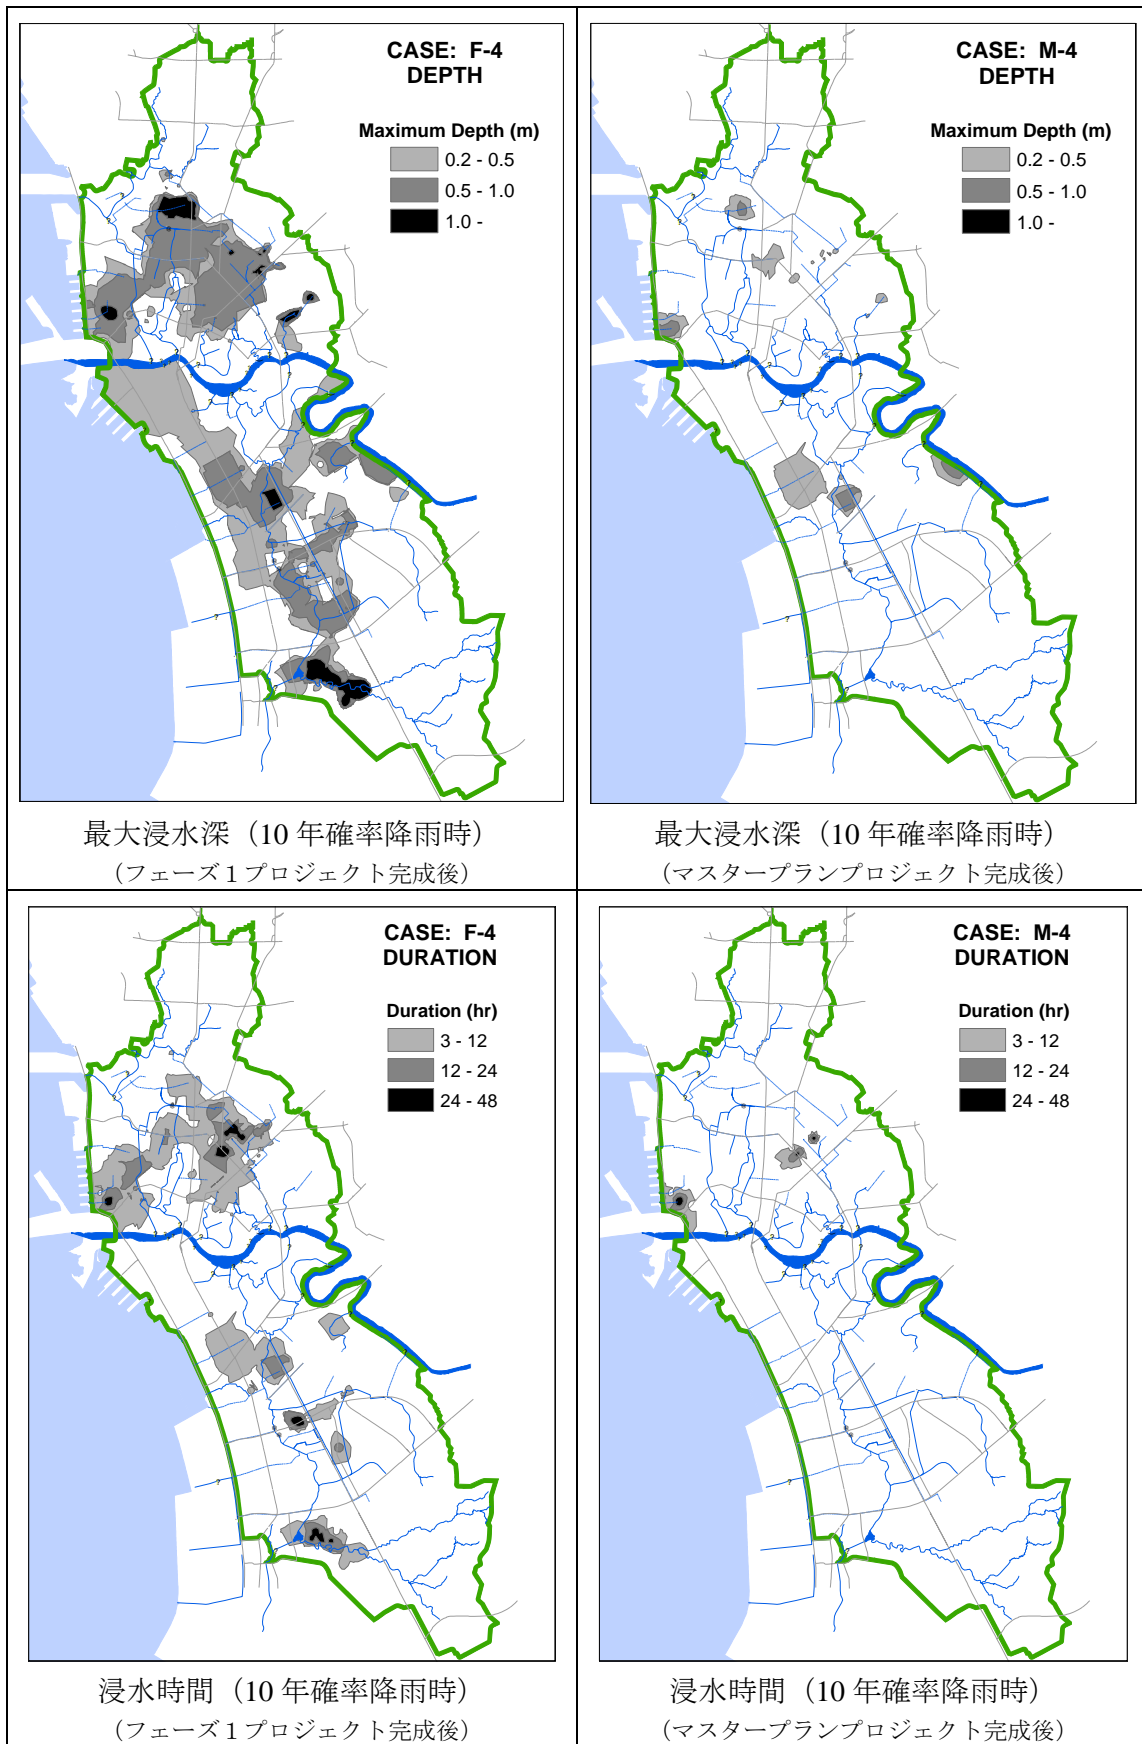 CASE: F-4
DEPTH
Maximum Depth (m)
0.2 - 0.5
0.5 - 1.0
1.0 -
最大浸水深（10 年確率降雨時）
（フェーズ１プロジェクト完成後）
CASE: M-4
DEPTH
Maximum Depth (m)
0.2 - 0.5
0.5 - 1.0
1.0 -
最大浸水深（10 年確率降雨時）
（マスタープランプロジェクト完成後）
CASE: F-4
DURATION
Duration (hr)
3 - 12
12 - 24
24 - 48
浸水時間（10 年確率降雨時）
（フェーズ１プロジェクト完成後）
CASE: M-4
DURATION
Duration (hr)
3 - 12
12 - 24
24 - 48
浸水時間（10 年確率降雨時）
（マスタープランプロジェクト完成後）